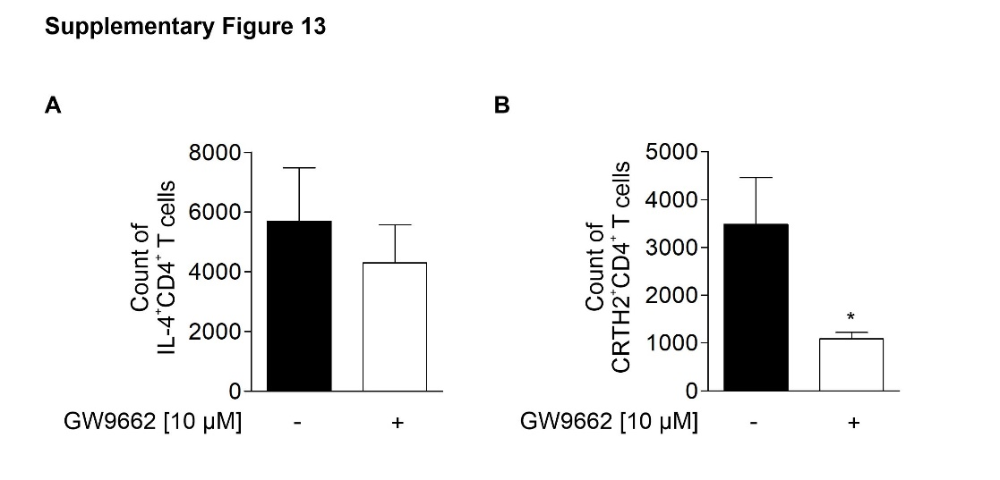 Supplementary Figure 13
A
8000
6000
4000
2000
0
Count of
IL-4⁺CD4⁺ T cells
GW9662 [10 µM]
-
+
B
5000
4000
3000
2000
1000
0
Count of
CRTH2⁺CD4⁺ T cells
*
GW9662 [10 µM]
-
+